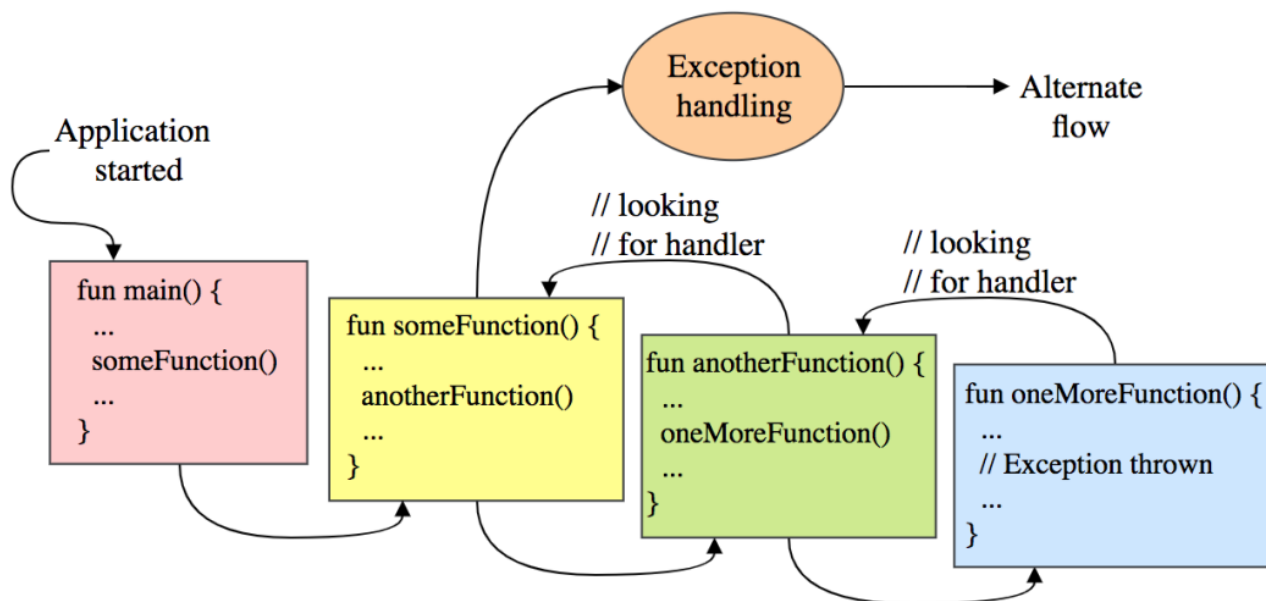 Exception
handling
Alternate
flow
Application
started
// looking
// for handler
// looking
// for handler
fun main() {
...
someFunction()
...
}
fun someFunction() {
...
anotherFunction()
...
}
fun anotherFunction() {
...
oneMoreFunction()
...
}
fun oneMoreFunction() {
...
// Exception thrown
...
}